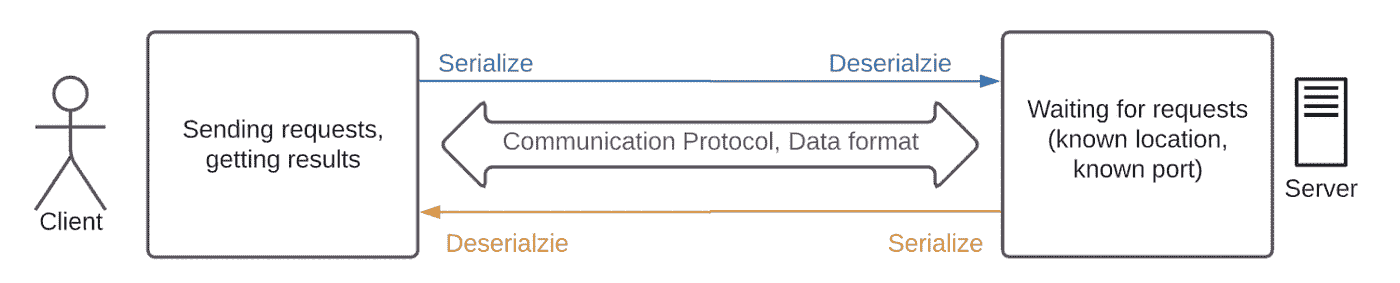 Serialize
Deserialzie
Sending requests,
getting results
Communication Protocol, Data format
Waiting for requests
(known location,
known port)
Client
Server
Deserialzie
Serialize